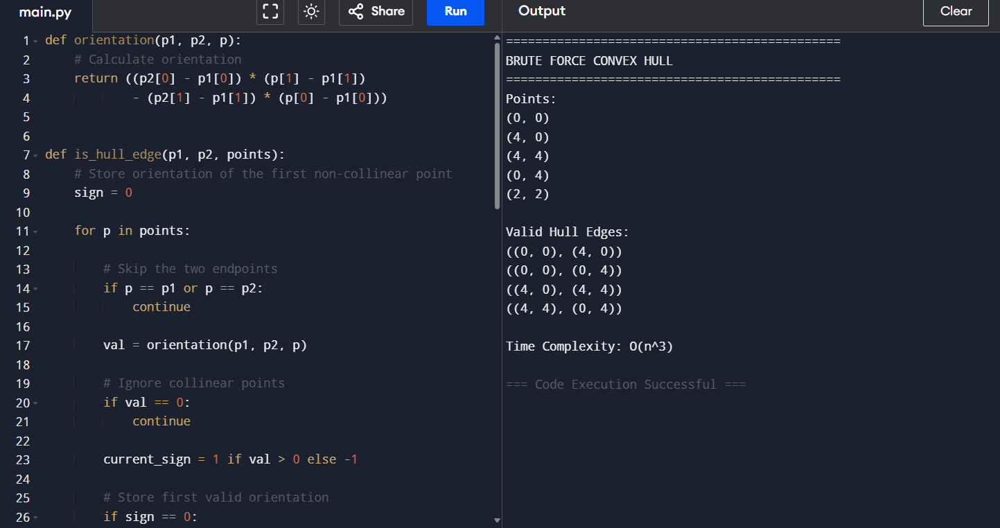 main.py
Share
Run
Output
Clear
1 def orientation(p1, p2, p):
2     # Calculate orientation
3     return ((p2[0] - p1[0]) * (p[1] - p1[1])
4             - (p2[1] - p1[1]) * (p[0] - p1[0]))
5
6
7 def is_hull_edge(p1, p2, points):
8     # Store orientation of the first non-collinear point
9     sign = 0
10
11     for p in points:
12
13         # Skip the two endpoints
14         if p == p1 or p == p2:
15             continue
16
17         val = orientation(p1, p2, p)
18
19         # Ignore collinear points
20         if val == 0:
21             continue
22
23         current_sign = 1 if val > 0 else -1
24
25         # Store first valid orientation
26         if sign == 0:
==============================================
BRUTE FORCE CONVEX HULL
==============================================
Points:
(0, 0)
(4, 0)
(4, 4)
(0, 4)
(2, 2)

Valid Hull Edges:
((0, 0), (4, 0))
((0, 0), (0, 4))
((4, 0), (4, 4))
((4, 4), (0, 4))

Time Complexity: O(n^3)

=== Code Execution Successful ===